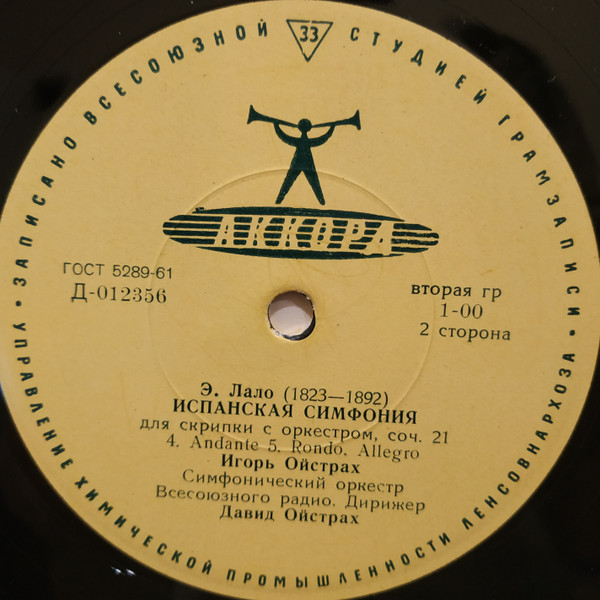 ЗАПИСАНО ВСЕСОЮЗНОЙ СТУДИЕЙ ГРАМЗАПИСИ
33
АККОРД
ГОСТ 5289-61
Д-012356
вторая гр
1-00
2 сторона
Э. Лало (1823—1892)
ИСПАНСКАЯ СИМФОНИЯ
для скрипки с оркестром, соч. 21
4. Andante 5. Rondo. Allegro
Игорь Ойстрах
Симфонический оркестр
Всесоюзного радио. Дирижер
Давид Ойстрах
УПРАВЛЕНИЕ ХИМИЧЕСКОЙ ПРОМЫШЛЕННОСТИ ЛЕНСОВНАРХОЗА